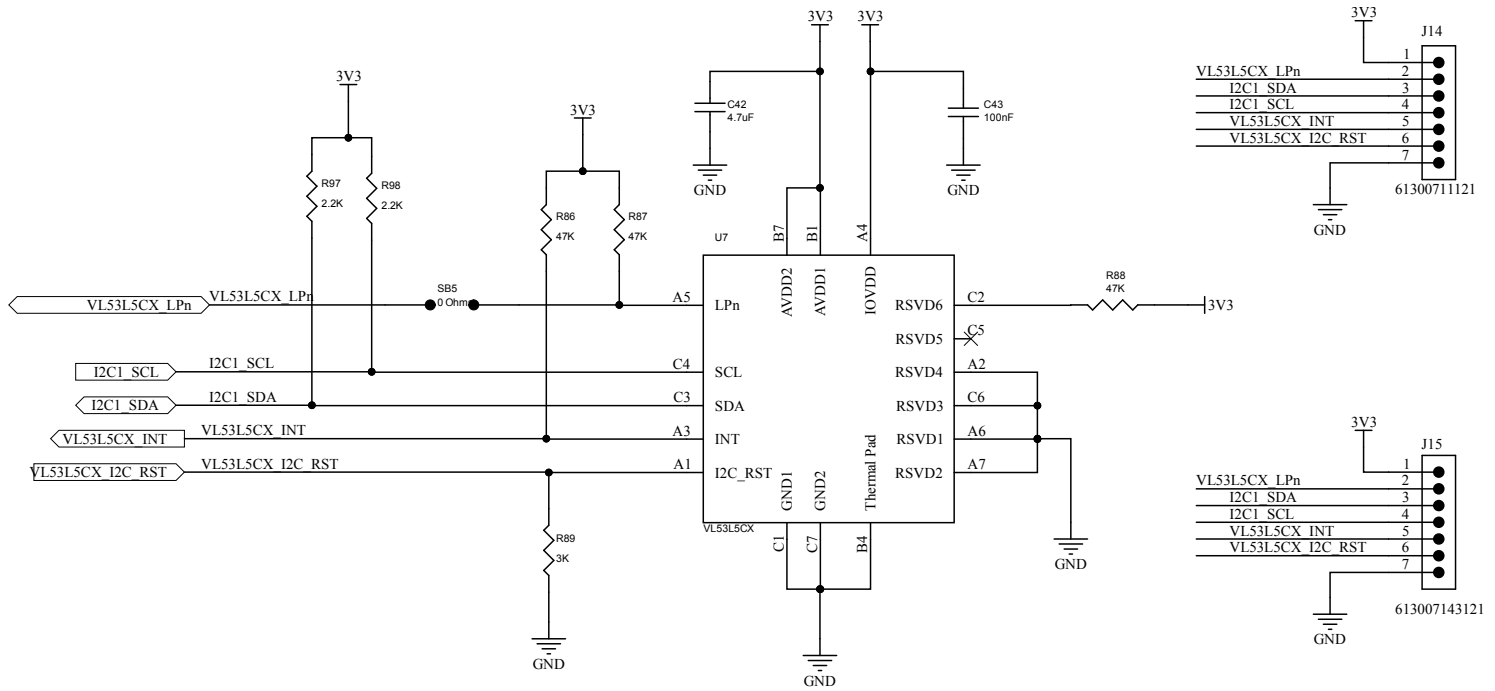 3V3
3V3
3V3
J14
1
VL53L5CX_LPn
2
I2C1_SDA
3
I2C1_SCL
4
VL53L5CX_INT
5
VL53L5CX_I2C_RST
6
7
GND
61300711121
3V3
3V3
C42
4.7uF
GND
C43
100nF
GND
R97
2.2K
R98
2.2K
R86
47K
R87
47K
U7
B7
B1
A4
AVDD2
AVDD1
IOVDD
VL53L5CX_LPn
VL53L5CX_LPn
SB5
0 Ohm
A5
LPn
RSVD6
C2
R88
47K
3V3
RSVD5
C5
I2C1_SCL
I2C1_SCL
C4
SCL
RSVD4
A2
I2C1_SDA
I2C1_SDA
C3
SDA
RSVD3
C6
VL53L5CX_INT
VL53L5CX_INT
A3
INT
RSVD1
A6
VL53L5CX_I2C_RST
VL53L5CX_I2C_RST
A1
I2C_RST
RSVD2
A7
GND1
GND2
Thermal Pad
VL53L5CX
C1
C7
B4
R89
3K
GND
GND
GND
3V3
J15
1
VL53L5CX_LPn
2
I2C1_SDA
3
I2C1_SCL
4
VL53L5CX_INT
5
VL53L5CX_I2C_RST
6
7
GND
613007143121